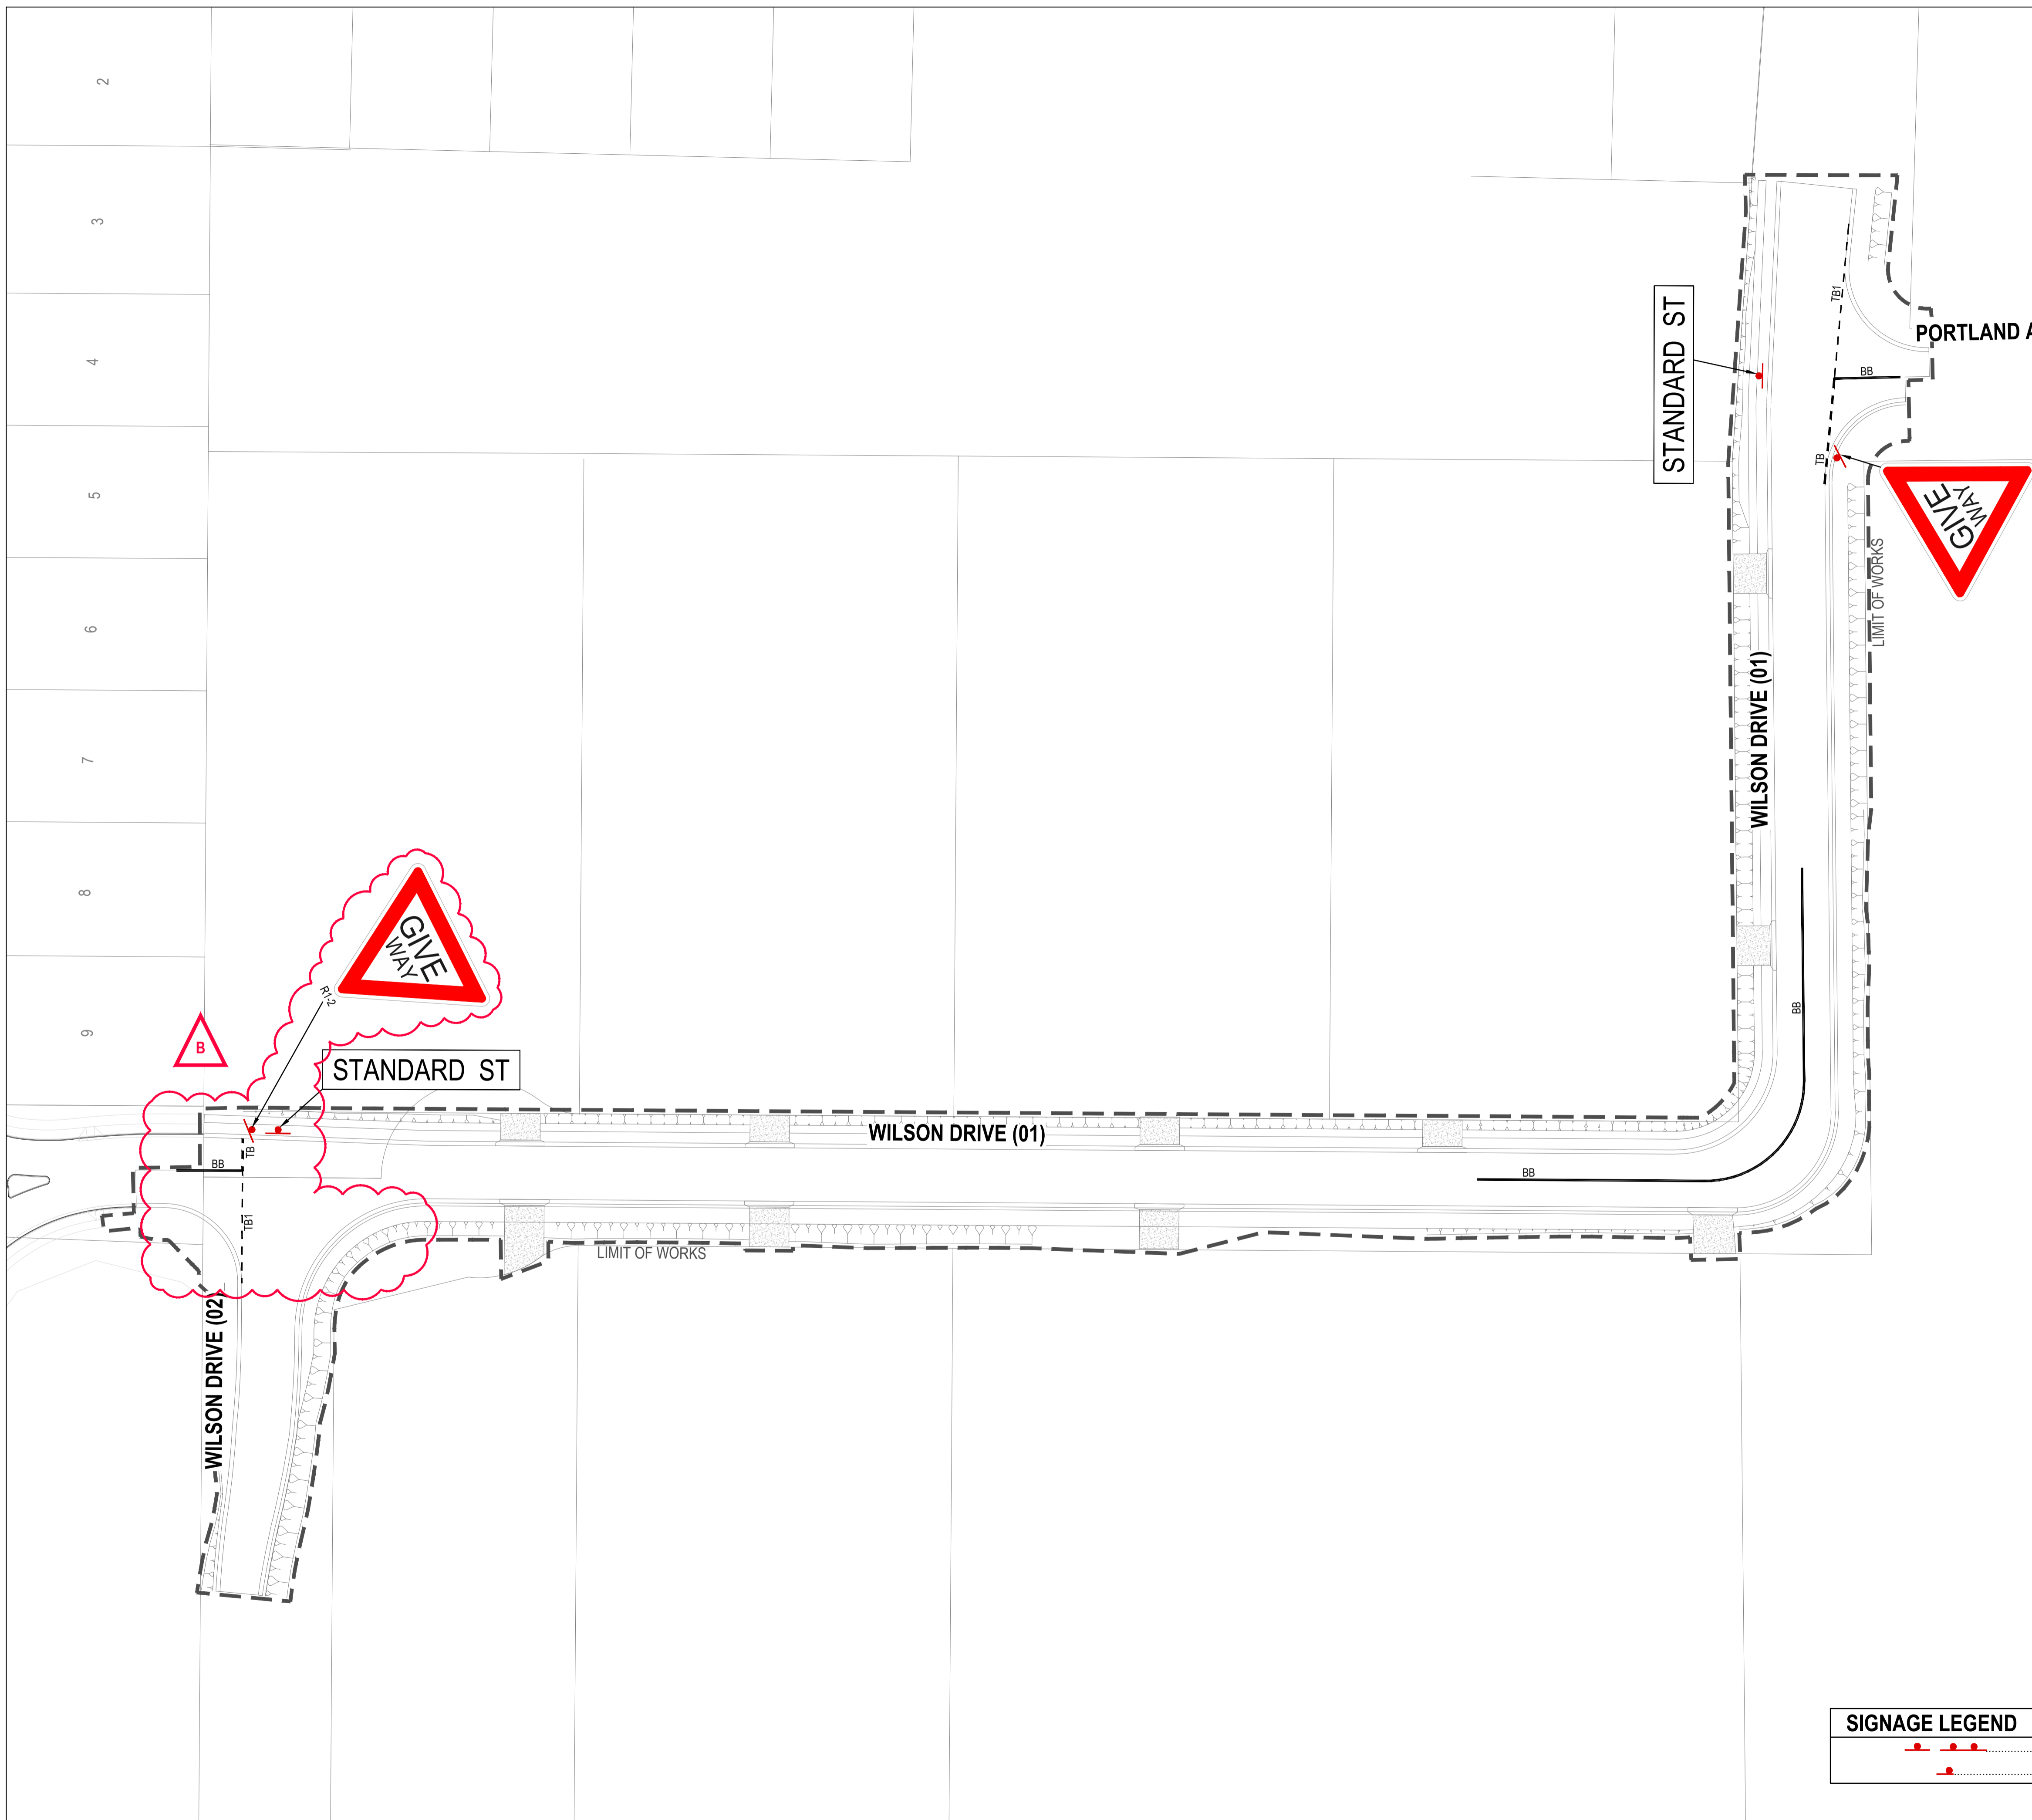 2
3
4
5
6
7
8
9
STANDARD ST
TB1
PORTLAND A
BB
TB
GIVE
WAY
LIMIT OF WORKS
WILSON DRIVE (01)
BB
GIVE
WAY
R1-2
B
STANDARD ST
TB
BB
WILSON DRIVE (01)
BB
TB1
LIMIT OF WORKS
WILSON DRIVE (02)
SIGNAGE LEGEND